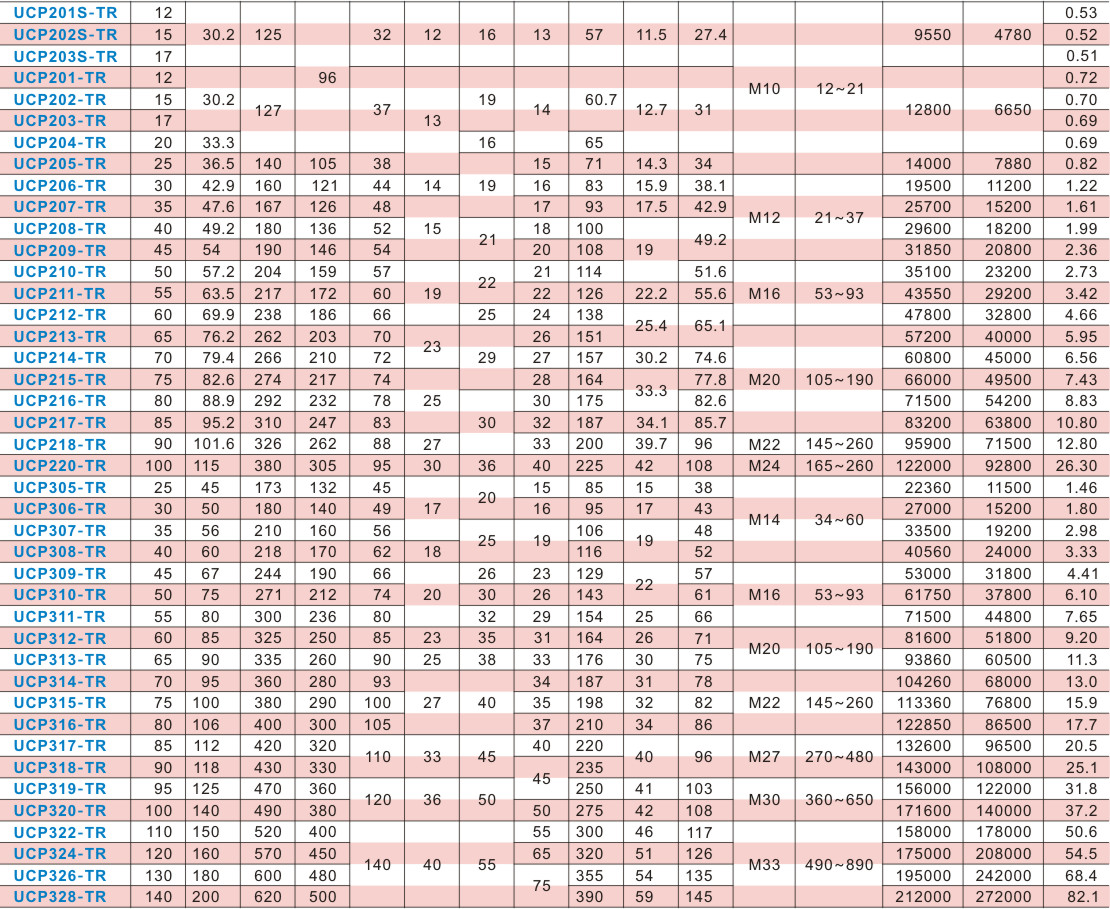 UCP201S-TR 12 0.53
UCP202S-TR 15 30.2 125 32 12 16 13 57 11.5 27.4 9550 4780 0.52
UCP203S-TR 17 0.51
UCP201-TR 12 96 0.72
M10 12~21
UCP202-TR 15 30.2 19 60.7 0.70
127 37 14 12.7 31 12800 6650
UCP203-TR 17 13 0.69
UCP204-TR 20 33.3 16 65 0.69
UCP205-TR 25 36.5 140 105 38 15 71 14.3 34 14000 7880 0.82
UCP206-TR 30 42.9 160 121 44 14 19 16 83 15.9 38.1 19500 11200 1.22
UCP207-TR 35 47.6 167 126 48 17 93 17.5 42.9 25700 15200 1.61
M12 21~37
UCP208-TR 40 49.2 180 136 52 15 18 100 29600 18200 1.99
21 49.2
UCP209-TR 45 54 190 146 54 20 108 19 31850 20800 2.36
UCP210-TR 50 57.2 204 159 57 21 114 51.6 35100 23200 2.73
22
UCP211-TR 55 63.5 217 172 60 19 22 126 22.2 55.6 M16 53~93 43550 29200 3.42
UCP212-TR 60 69.9 238 186 66 25 24 138 47800 32800 4.66
25.4 65.1
UCP213-TR 65 76.2 262 203 70 26 151 57200 40000 5.95
23
UCP214-TR 70 79.4 266 210 72 29 27 157 30.2 74.6 60800 45000 6.56
UCP215-TR 75 82.6 274 217 74 28 164 77.8 M20 105~190 66000 49500 7.43
33.3
UCP216-TR 80 88.9 292 232 78 25 30 175 82.6 71500 54200 8.83
UCP217-TR 85 95.2 310 247 83 30 32 187 34.1 85.7 83200 63800 10.80
UCP218-TR 90 101.6 326 262 88 27 33 200 39.7 96 M22 145~260 95900 71500 12.80
UCP220-TR 100 115 380 305 95 30 36 40 225 42 108 M24 165~260 122000 92800 26.30
UCP305-TR 25 45 173 132 45 15 85 15 38 22360 11500 1.46
20
UCP306-TR 30 50 180 140 49 17 16 95 17 43 27000 15200 1.80
M14 34~60
UCP307-TR 35 56 210 160 56 106 48 33500 19200 2.98
25 19 19
UCP308-TR 40 60 218 170 62 18 116 52 40560 24000 3.33
UCP309-TR 45 67 244 190 66 26 23 129 57 53000 31800 4.41
22
UCP310-TR 50 75 271 212 74 20 30 26 143 61 M16 53~93 61750 37800 6.10
UCP311-TR 55 80 300 236 80 32 29 154 25 66 71500 44800 7.65
UCP312-TR 60 85 325 250 85 23 35 31 164 26 71 81600 51800 9.20
M20 105~190
UCP313-TR 65 90 335 260 90 25 38 33 176 30 75 93860 60500 11.3
UCP314-TR 70 95 360 280 93 34 187 31 78 104260 68000 13.0
UCP315-TR 75 100 380 290 100 27 40 35 198 32 82 M22 145~260 113360 76800 15.9
UCP316-TR 80 106 400 300 105 37 210 34 86 122850 86500 17.7
UCP317-TR 85 112 420 320 40 220 132600 96500 20.5
110 33 45 40 96 M27 270~480
UCP318-TR 90 118 430 330 235 143000 108000 25.1
45
UCP319-TR 95 125 470 360 250 41 103 156000 122000 31.8
120 36 50 M30 360~650
UCP320-TR 100 140 490 380 50 275 42 108 171600 140000 37.2
UCP322-TR 110 150 520 400 55 300 46 117 158000 178000 50.6
UCP324-TR 120 160 570 450 65 320 51 126 175000 208000 54.5
140 40 55 M33 490~890
UCP326-TR 130 180 600 480 355 54 135 195000 242000 68.4
75
UCP328-TR 140 200 620 500 390 59 145 212000 272000 82.1